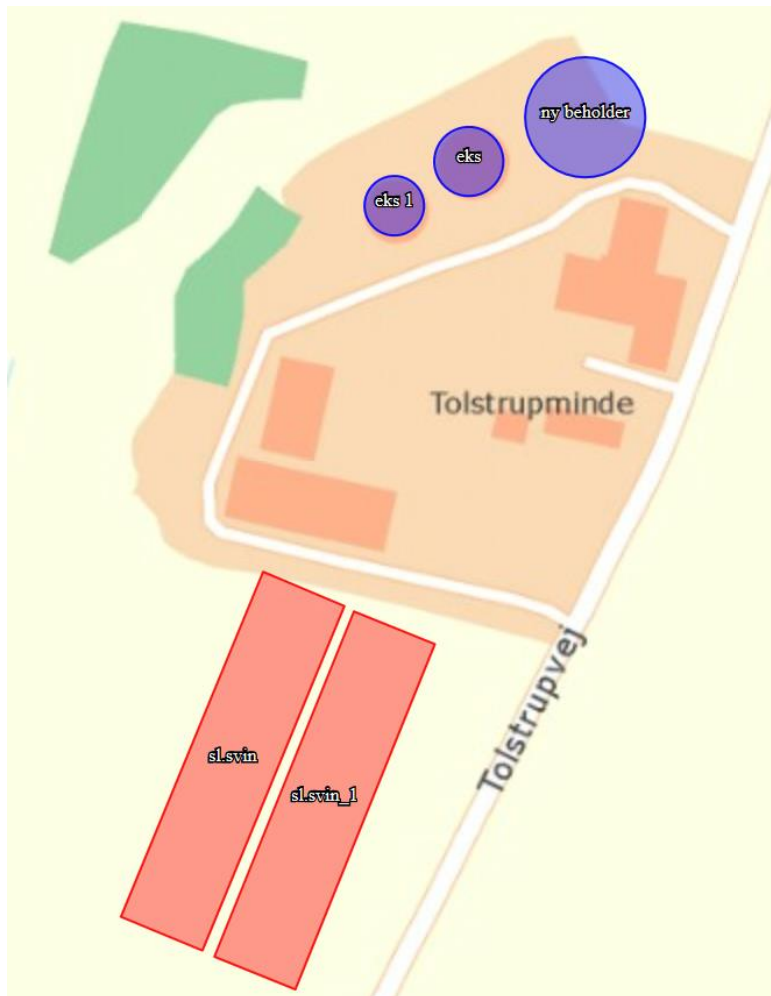 ny beholder
eks
eks 1
Tolstrupminde
Tolstrupvej
sl.svin
sl.svin_1